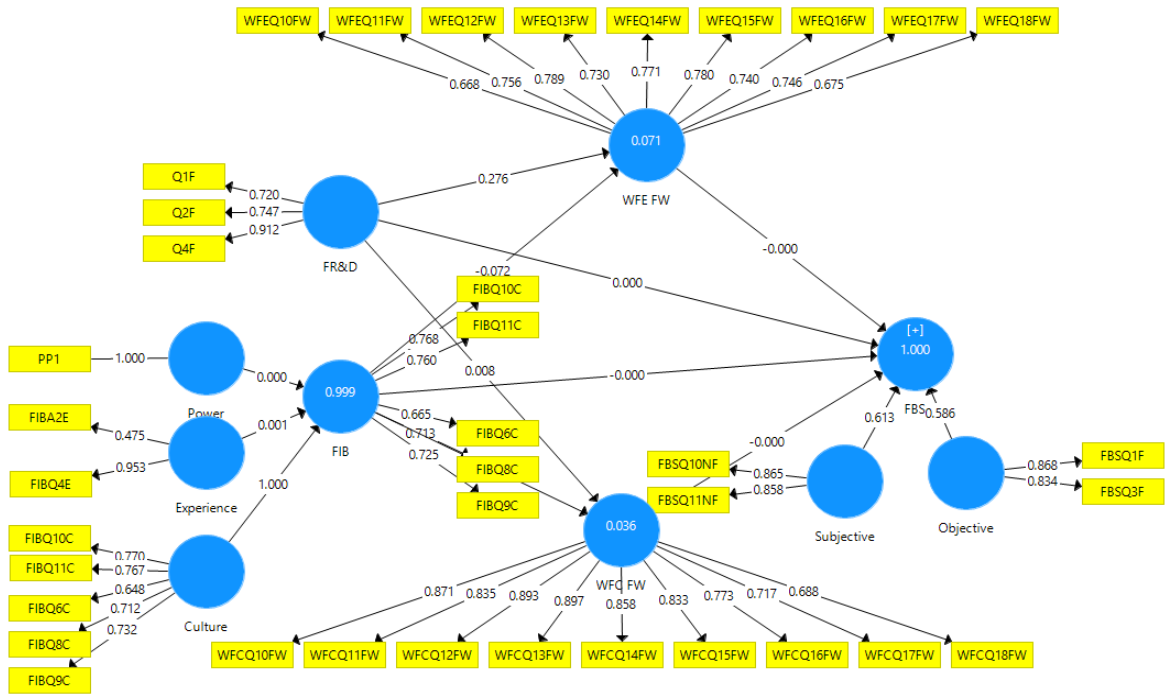 WFEQ10FW WFEQ11FW WFEQ12FW WFEQ13FW WFEQ14FW WFEQ15FW WFEQ16FW WFEQ17FW WFEQ18FW
0.668 0.756 0.789 0.730 0.771 0.780 0.740 0.746 0.675
0.071
WFE FW
Q1F
Q2F
Q4F
0.720
0.747
0.912
FR&D
0.276
-0.072
-0.000
0.000
FIBQ10C
FIBQ11C
0.768
0.760
0.008
PP1
1.000
Power
0.000
FIBA2E
FIBQ4E
0.475
0.953
Experience
0.001
0.999
FIB
-0.000
[+]
1.000
FBS
0.665
0.713
0.725
FIBQ6C
FIBQ8C
FIBQ9C
1.000
-0.000
0.613
0.586
FBSQ10NF
FBSQ11NF
0.865
0.858
Subjective
Objective
0.868
0.834
FBSQ1F
FBSQ3F
FIBQ10C
FIBQ11C
FIBQ6C
FIBQ8C
FIBQ9C
0.770
0.767
0.648
0.712
0.732
Culture
0.036
WFC FW
0.871 0.835 0.893 0.897 0.858 0.833 0.773 0.717 0.688
WFCQ10FW WFCQ11FW WFCQ12FW WFCQ13FW WFCQ14FW WFCQ15FW WFCQ16FW WFCQ17FW WFCQ18FW